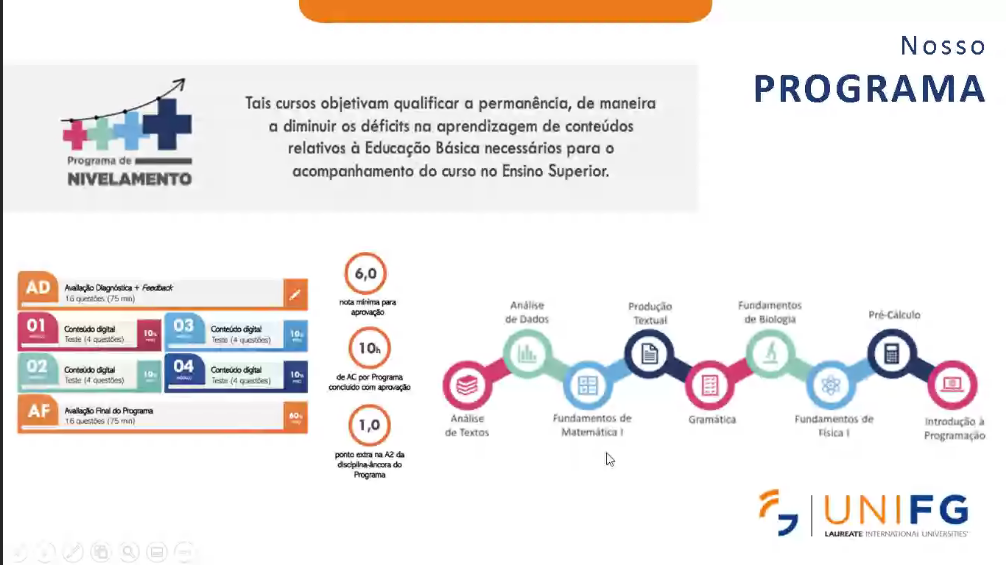 Nosso
PROGRAMA
Tais cursos objetivam qualificar a permanência, de maneira
a diminuir os déficits na aprendizagem de conteúdos
relativos à Educação Básica necessários para o
acompanhamento do curso no Ensino Superior.
Programa de
NIVELAMENTO
AD
Avaliação Diagnóstica + Feedback
16 questões (75 min)
01
Conteúdo digital
Teste (4 questões)
10%
03
Conteúdo digital
Teste (4 questões)
10%
02
Conteúdo digital
Teste (4 questões)
10%
04
Conteúdo digital
Teste (4 questões)
10%
AF
Avaliação Final do Programa
16 questões (75 min)
60%
6,0
nota mínima para
aprovação
10h
de AC por Programa
concluído com aprovação
1,0
ponto extra na A2 da
disciplina-âncora do
Programa
Análise
de Textos
Análise
de Dados
Fundamentos de
Matemática I
Produção
Textual
Gramática
Fundamentos
de Biologia
Fundamentos de
Física I
Pré-Cálculo
Introdução à
Programação
UNIFG
LAUREATE INTERNATIONAL UNIVERSITIES